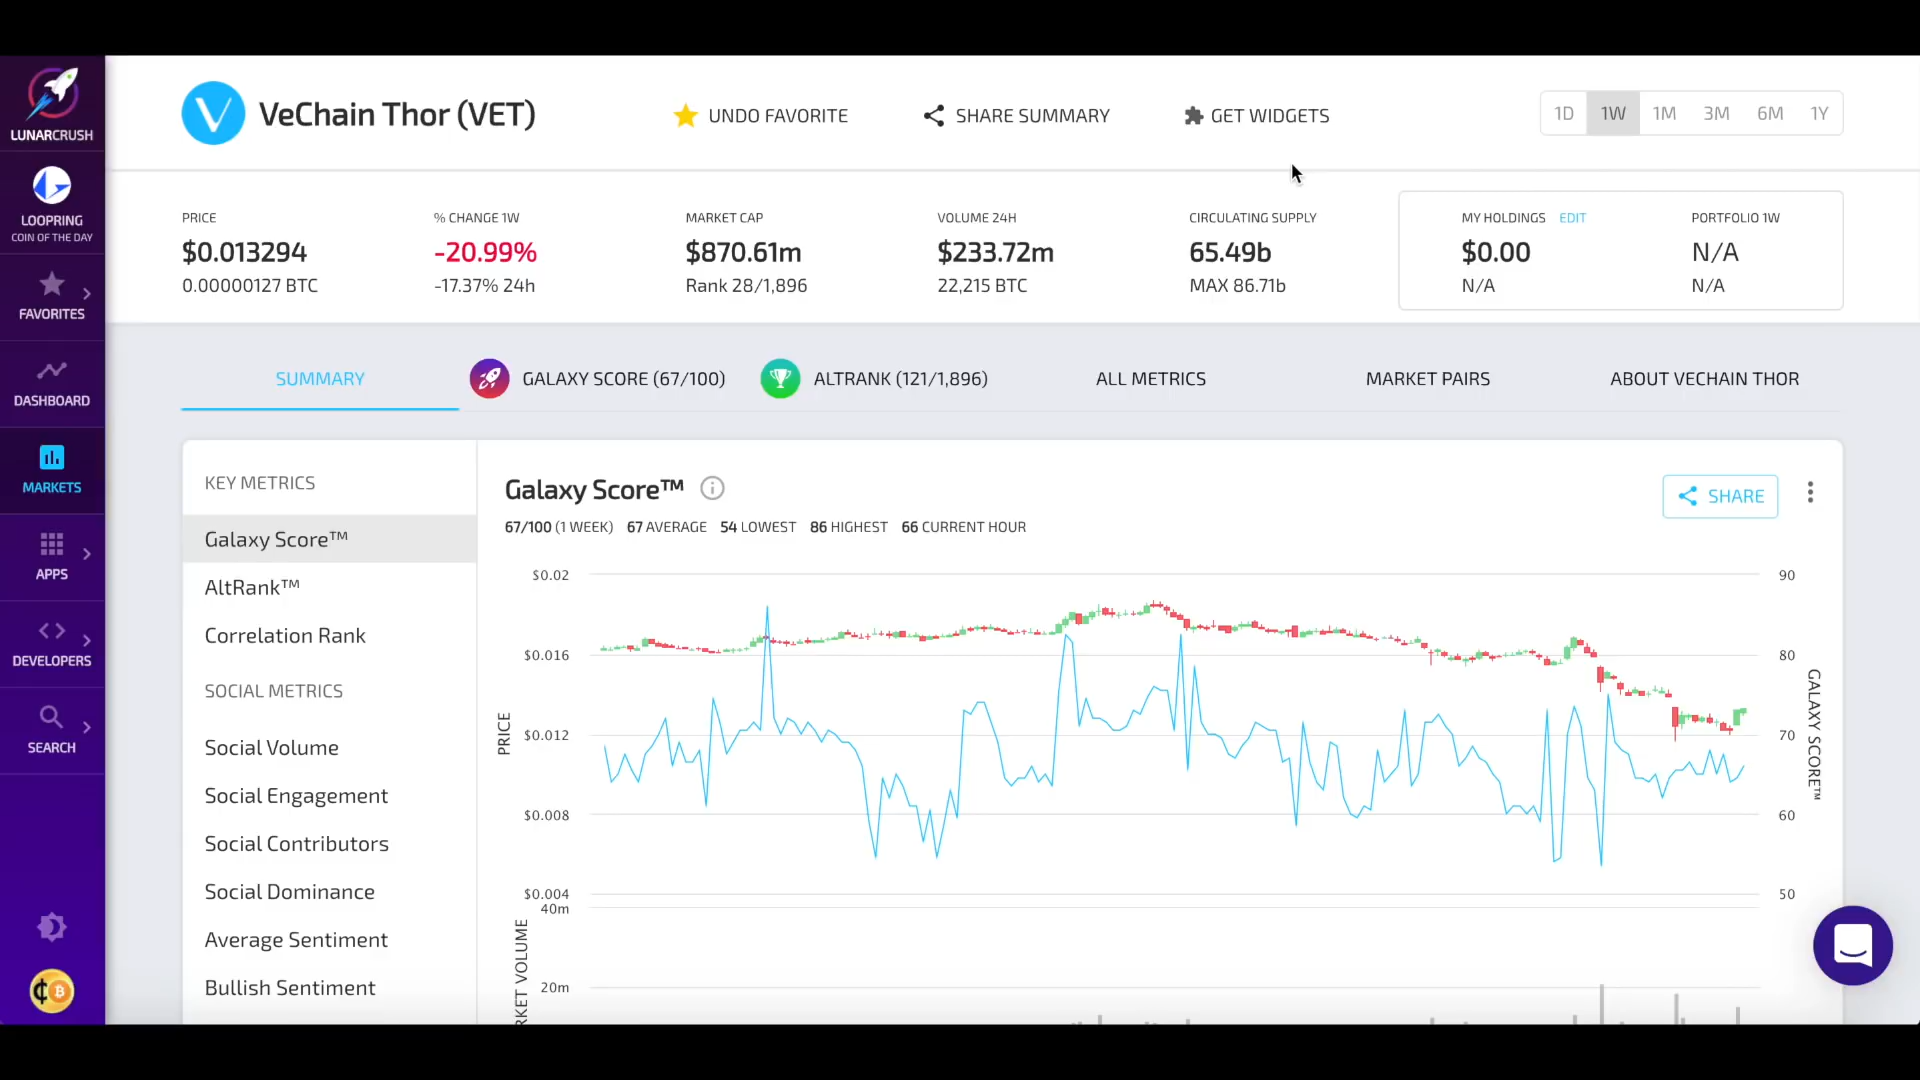 LUNARCRUSH
LOOPRING
COIN OF THE DAY
FAVORITES
DASHBOARD
MARKETS
APPS
DEVELOPERS
SEARCH
VeChain Thor (VET)
UNDO FAVORITE
SHARE SUMMARY
GET WIDGETS
1D 1W 1M 3M 6M 1Y
PRICE
$0.013294
0.00000127 BTC
% CHANGE 1W
-20.99%
-17.37% 24h
MARKET CAP
$870.61m
Rank 28/1,896
VOLUME 24H
$233.72m
22,215 BTC
CIRCULATING SUPPLY
65.49b
MAX 86.71b
MY HOLDINGS EDIT
$0.00
N/A
PORTFOLIO 1W
N/A
N/A
SUMMARY
GALAXY SCORE (67/100)
ALTRANK (121/1,896)
ALL METRICS
MARKET PAIRS
ABOUT VECHAIN THOR
KEY METRICS
Galaxy Score™
AltRank™
Correlation Rank
SOCIAL METRICS
Social Volume
Social Engagement
Social Contributors
Social Dominance
Average Sentiment
Bullish Sentiment
Galaxy Score™
SHARE
67/100 (1 WEEK) 67 AVERAGE 54 LOWEST 86 HIGHEST 66 CURRENT HOUR
PRICE
$0.02
$0.016
$0.012
$0.008
$0.004
90
80
70
60
50
GALAXY SCORE™
40m
20m
RKET VOLUME